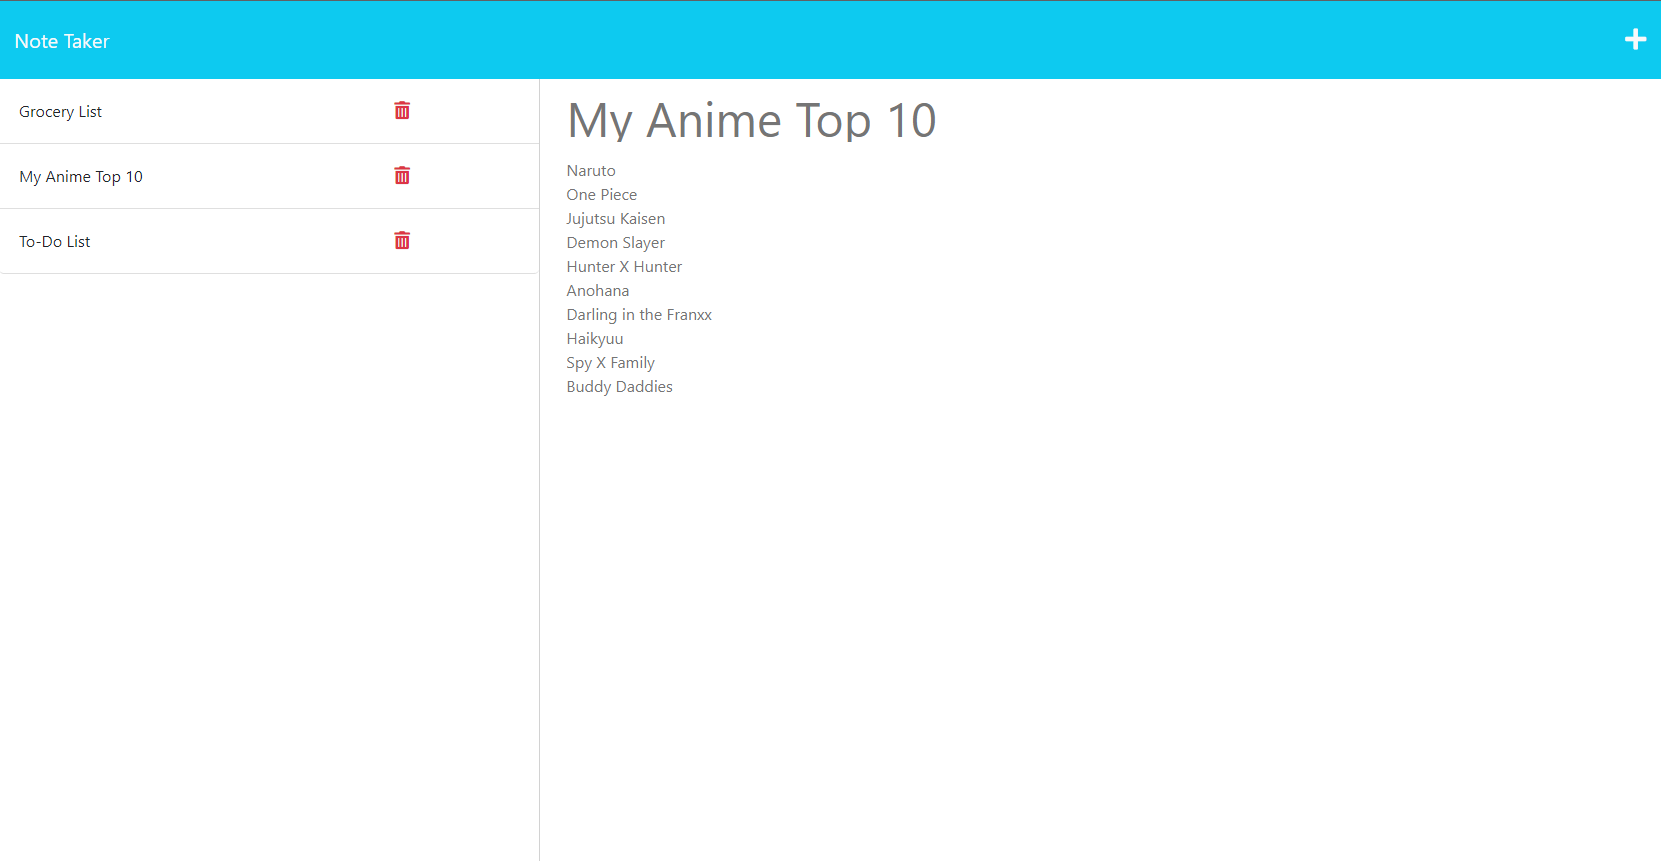 Note Taker
Grocery List
My Anime Top 10
To-Do List
My Anime Top 10
Naruto
One Piece
Jujutsu Kaisen
Demon Slayer
Hunter X Hunter
Anohana
Darling in the Franxx
Haikyuu
Spy X Family
Buddy Daddies